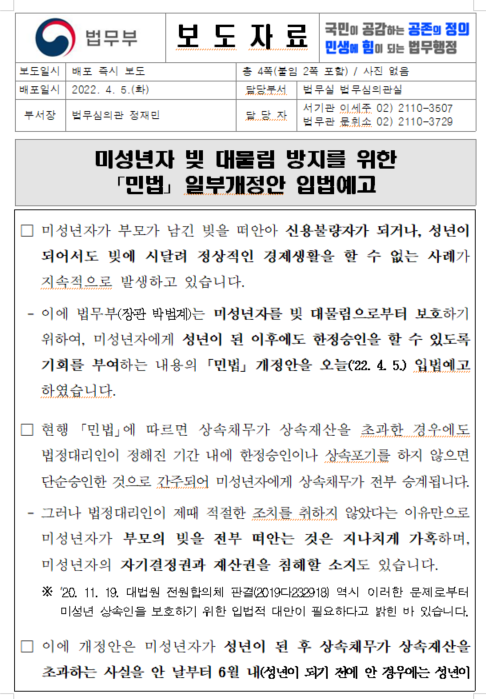 법무부
보 도 자 료
국민이 공감하는 공존의 정의
민생에 힘이 되는 법무행정
보도일시 배포 즉시 보도 총 4쪽(붙임 2쪽 포함) / 사진 없음
배포일시 2022. 4. 5.(화) 담당부서 법무실 법무심의관실
부서장 법무심의관 정재민 담 당 자 서기관 이세주 02) 2110-3507
법무관 문휘소 02) 2110-3729
미성년자 빚 대물림 방지를 위한
「민법」 일부개정안 입법예고
□ 미성년자가 부모가 남긴 빚을 떠안아 신용불량자가 되거나, 성년이
되어서도 빚에 시달려 정상적인 경제생활을 할 수 없는 사례가
지속적으로 발생하고 있습니다.
- 이에 법무부(장관 박범계)는 미성년자를 빚 대물림으로부터 보호하기
위하여, 미성년자에게 성년이 된 이후에도 한정승인을 할 수 있도록
기회를 부여하는 내용의 「민법」 개정안을 오늘('22. 4. 5.) 입법예고
하였습니다.
□ 현행 「민법」에 따르면 상속채무가 상속재산을 초과한 경우에도
법정대리인이 정해진 기간 내에 한정승인이나 상속포기를 하지 않으면
단순승인한 것으로 간주되어 미성년자에게 상속채무가 전부 승계됩니다.
- 그러나 법정대리인이 제때 적절한 조치를 취하지 않았다는 이유만으로
미성년자가 부모의 빚을 전부 떠안는 것은 지나치게 가혹하며,
미성년자의 자기결정권과 재산권을 침해할 소지도 있습니다.
※ '20. 11. 19. 대법원 전원합의체 판결(2019다232918) 역시 이러한 문제로부터
미성년 상속인을 보호하기 위한 입법적 대안이 필요하다고 밝힌 바 있습니다.
□ 이에 개정안은 미성년자가 성년이 된 후 상속채무가 상속재산을
초과하는 사실을 안 날부터 6월 내(성년이 되기 전에 안 경우에는 성년이